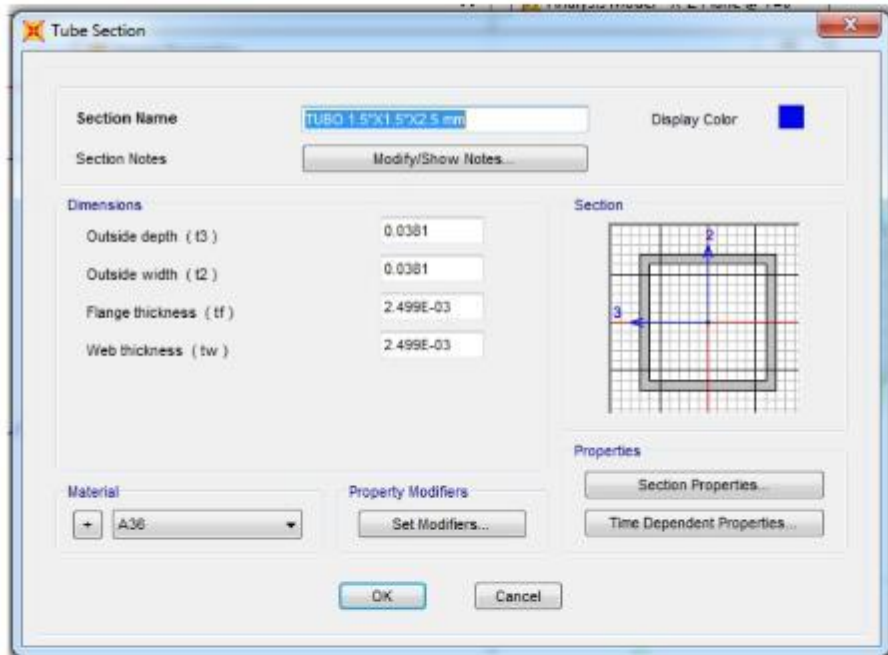 Tube Section
Section Name
TUBO 1.5"X1.5"X2.5 mm
Display Color
Section Notes
Modify/Show Notes...
Dimensions
Outside depth ( t3 )
0.0381
Outside width ( t2 )
0.0381
Flange thickness ( tf )
2.499E-03
Web thickness ( tw )
2.499E-03
Section
2
3
Properties
Section Properties...
Time Dependent Properties...
Material
+
A36
Property Modifiers
Set Modifiers...
OK
Cancel